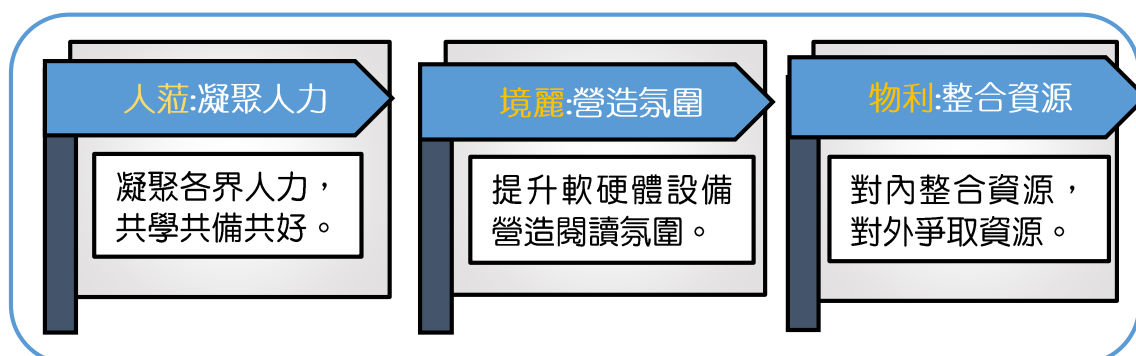 人蒞:凝聚人力
凝聚各界人力，
共學共備共好。
境麗:營造氛圍
提升軟硬體設備
營造閱讀氛圍。
物利:整合資源
對內整合資源，
對外爭取資源。